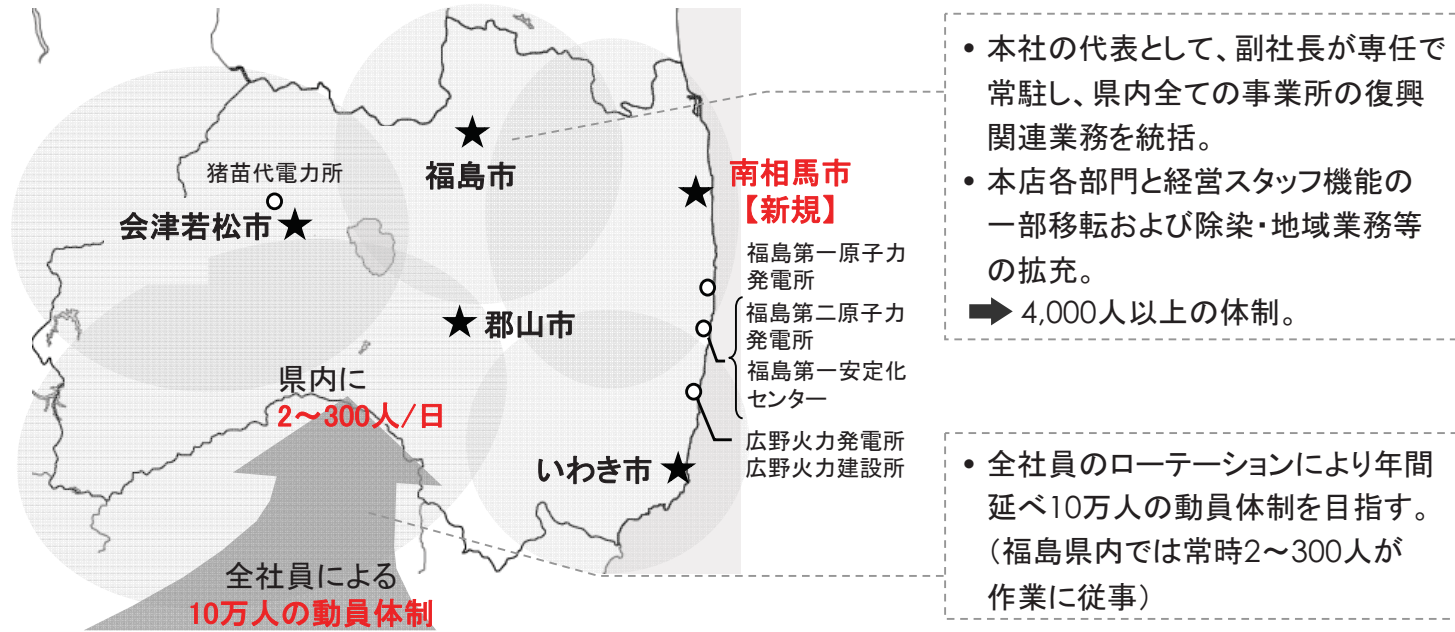 福島市
猪苗代電力所
会津若松市
南相馬市
【新規】
福島第一原子力
発電所
福島第二原子力
発電所
福島第一安定化
センター
郡山市
県内に
2～300人/日
広野火力発電所
広野火力建設所
いわき市
全社員による
10万人の動員体制
• 本社の代表として、副社長が専任で
常駐し、県内全ての事業所の復興
関連業務を統括。
• 本店各部門と経営スタッフ機能の
一部移転および除染・地域業務等
の拡充。
➡ 4,000人以上の体制。
• 全社員のローテーションにより年間
延べ10万人の動員体制を目指す。
（福島県内では常時2～300人が
作業に従事）